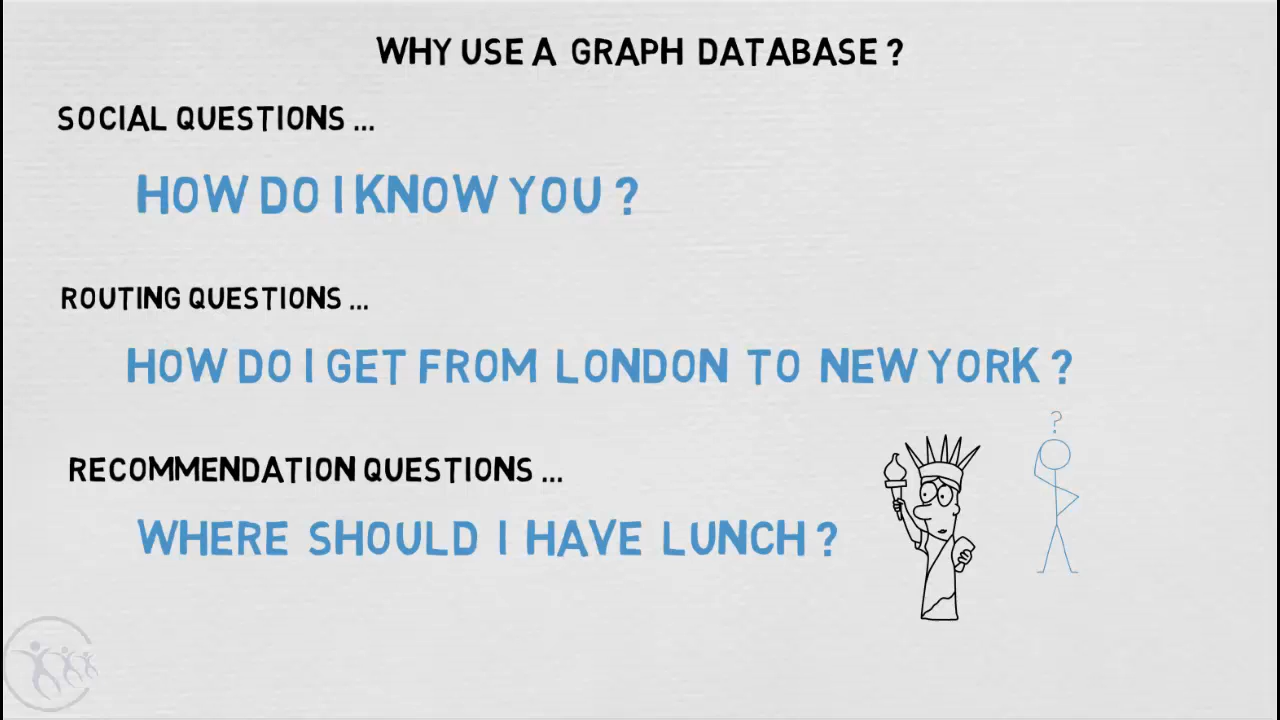 WHY USE A GRAPH DATABASE ?
SOCIAL QUESTIONS ...
HOW DO I KNOW YOU ?
ROUTING QUESTIONS ...
HOW DO I GET FROM LONDON TO NEW YORK ?
?
RECOMMENDATION QUESTIONS ...
WHERE SHOULD I HAVE LUNCH ?